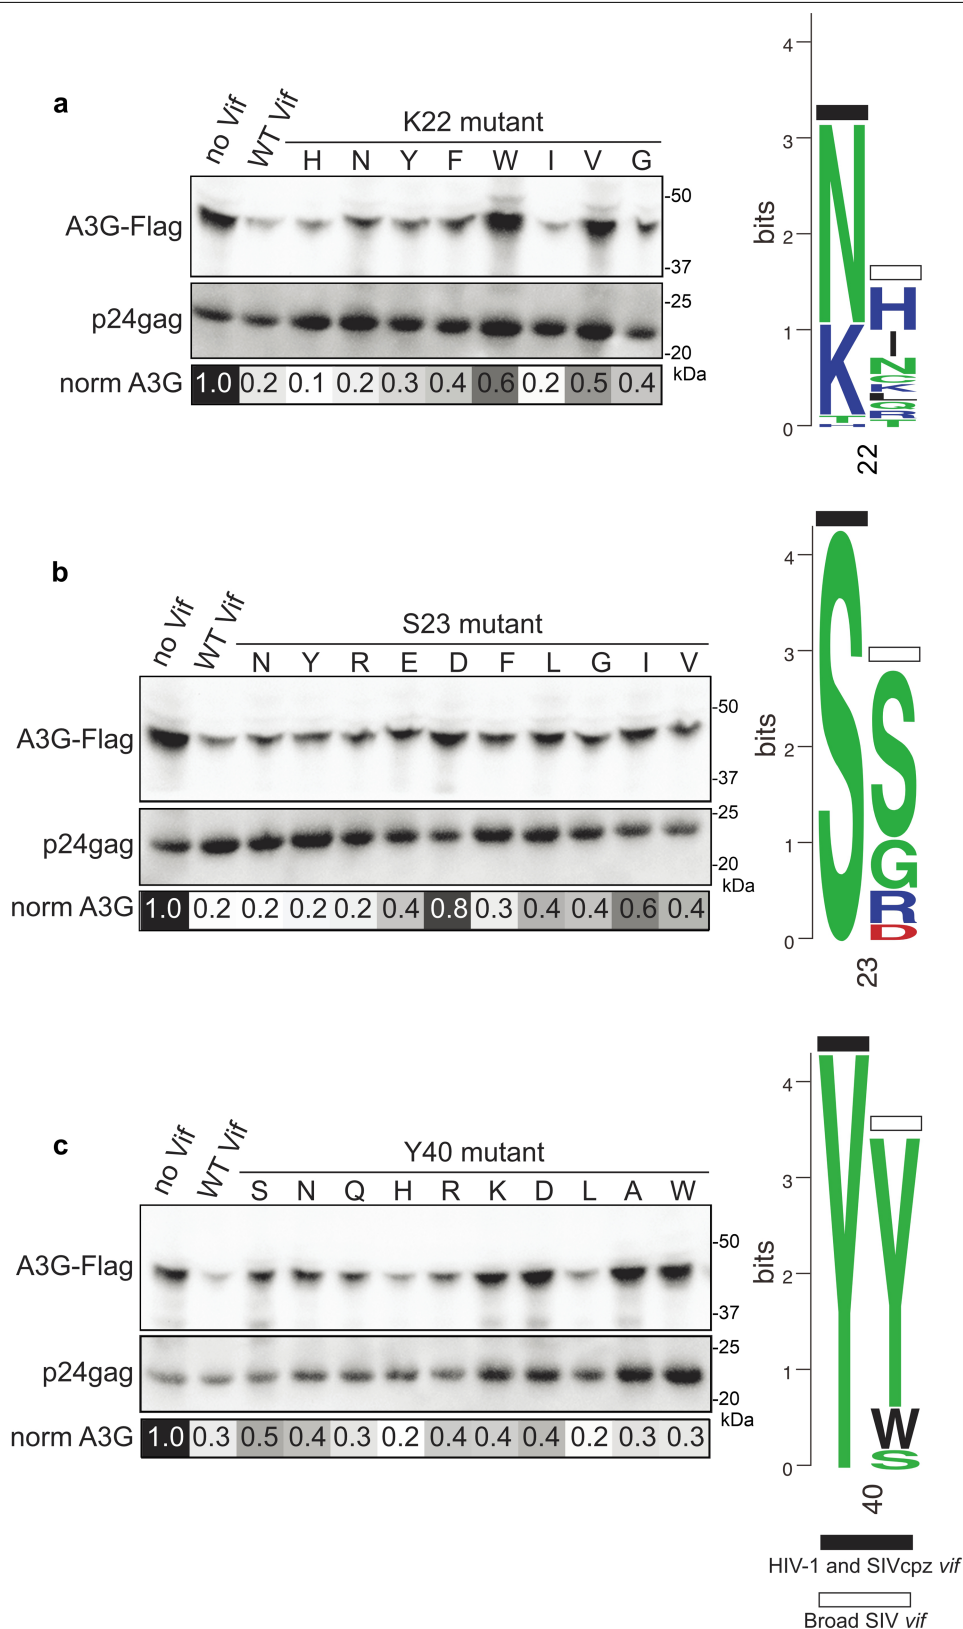 a
no Vif
WT Vif
K22 mutant
H N Y F W I V G
A3G-Flag
-50
-37
p24gag
-25
-20
kDa
norm A3G
1.0 0.2 0.1 0.2 0.3 0.4 0.6 0.2 0.5 0.4
4
3
2
1
0
bits
N
K
T
H
I
N
R
T
22
b
no Vif
WT Vif
S23 mutant
N Y R E D F L G I V
A3G-Flag
-50
-37
p24gag
-25
-20
kDa
norm A3G
1.0 0.2 0.2 0.2 0.2 0.4 0.8 0.3 0.4 0.4 0.6 0.4
4
3
2
1
0
bits
S
S
G
R
D
23
c
no Vif
WT Vif
Y40 mutant
S N Q H R K D L A W
A3G-Flag
-50
-37
p24gag
-25
-20
kDa
norm A3G
1.0 0.3 0.5 0.4 0.3 0.2 0.4 0.4 0.4 0.2 0.3 0.3
4
3
2
1
0
bits
Y
Y
W
S
40
HIV-1 and SIVcpz vif
Broad SIV vif